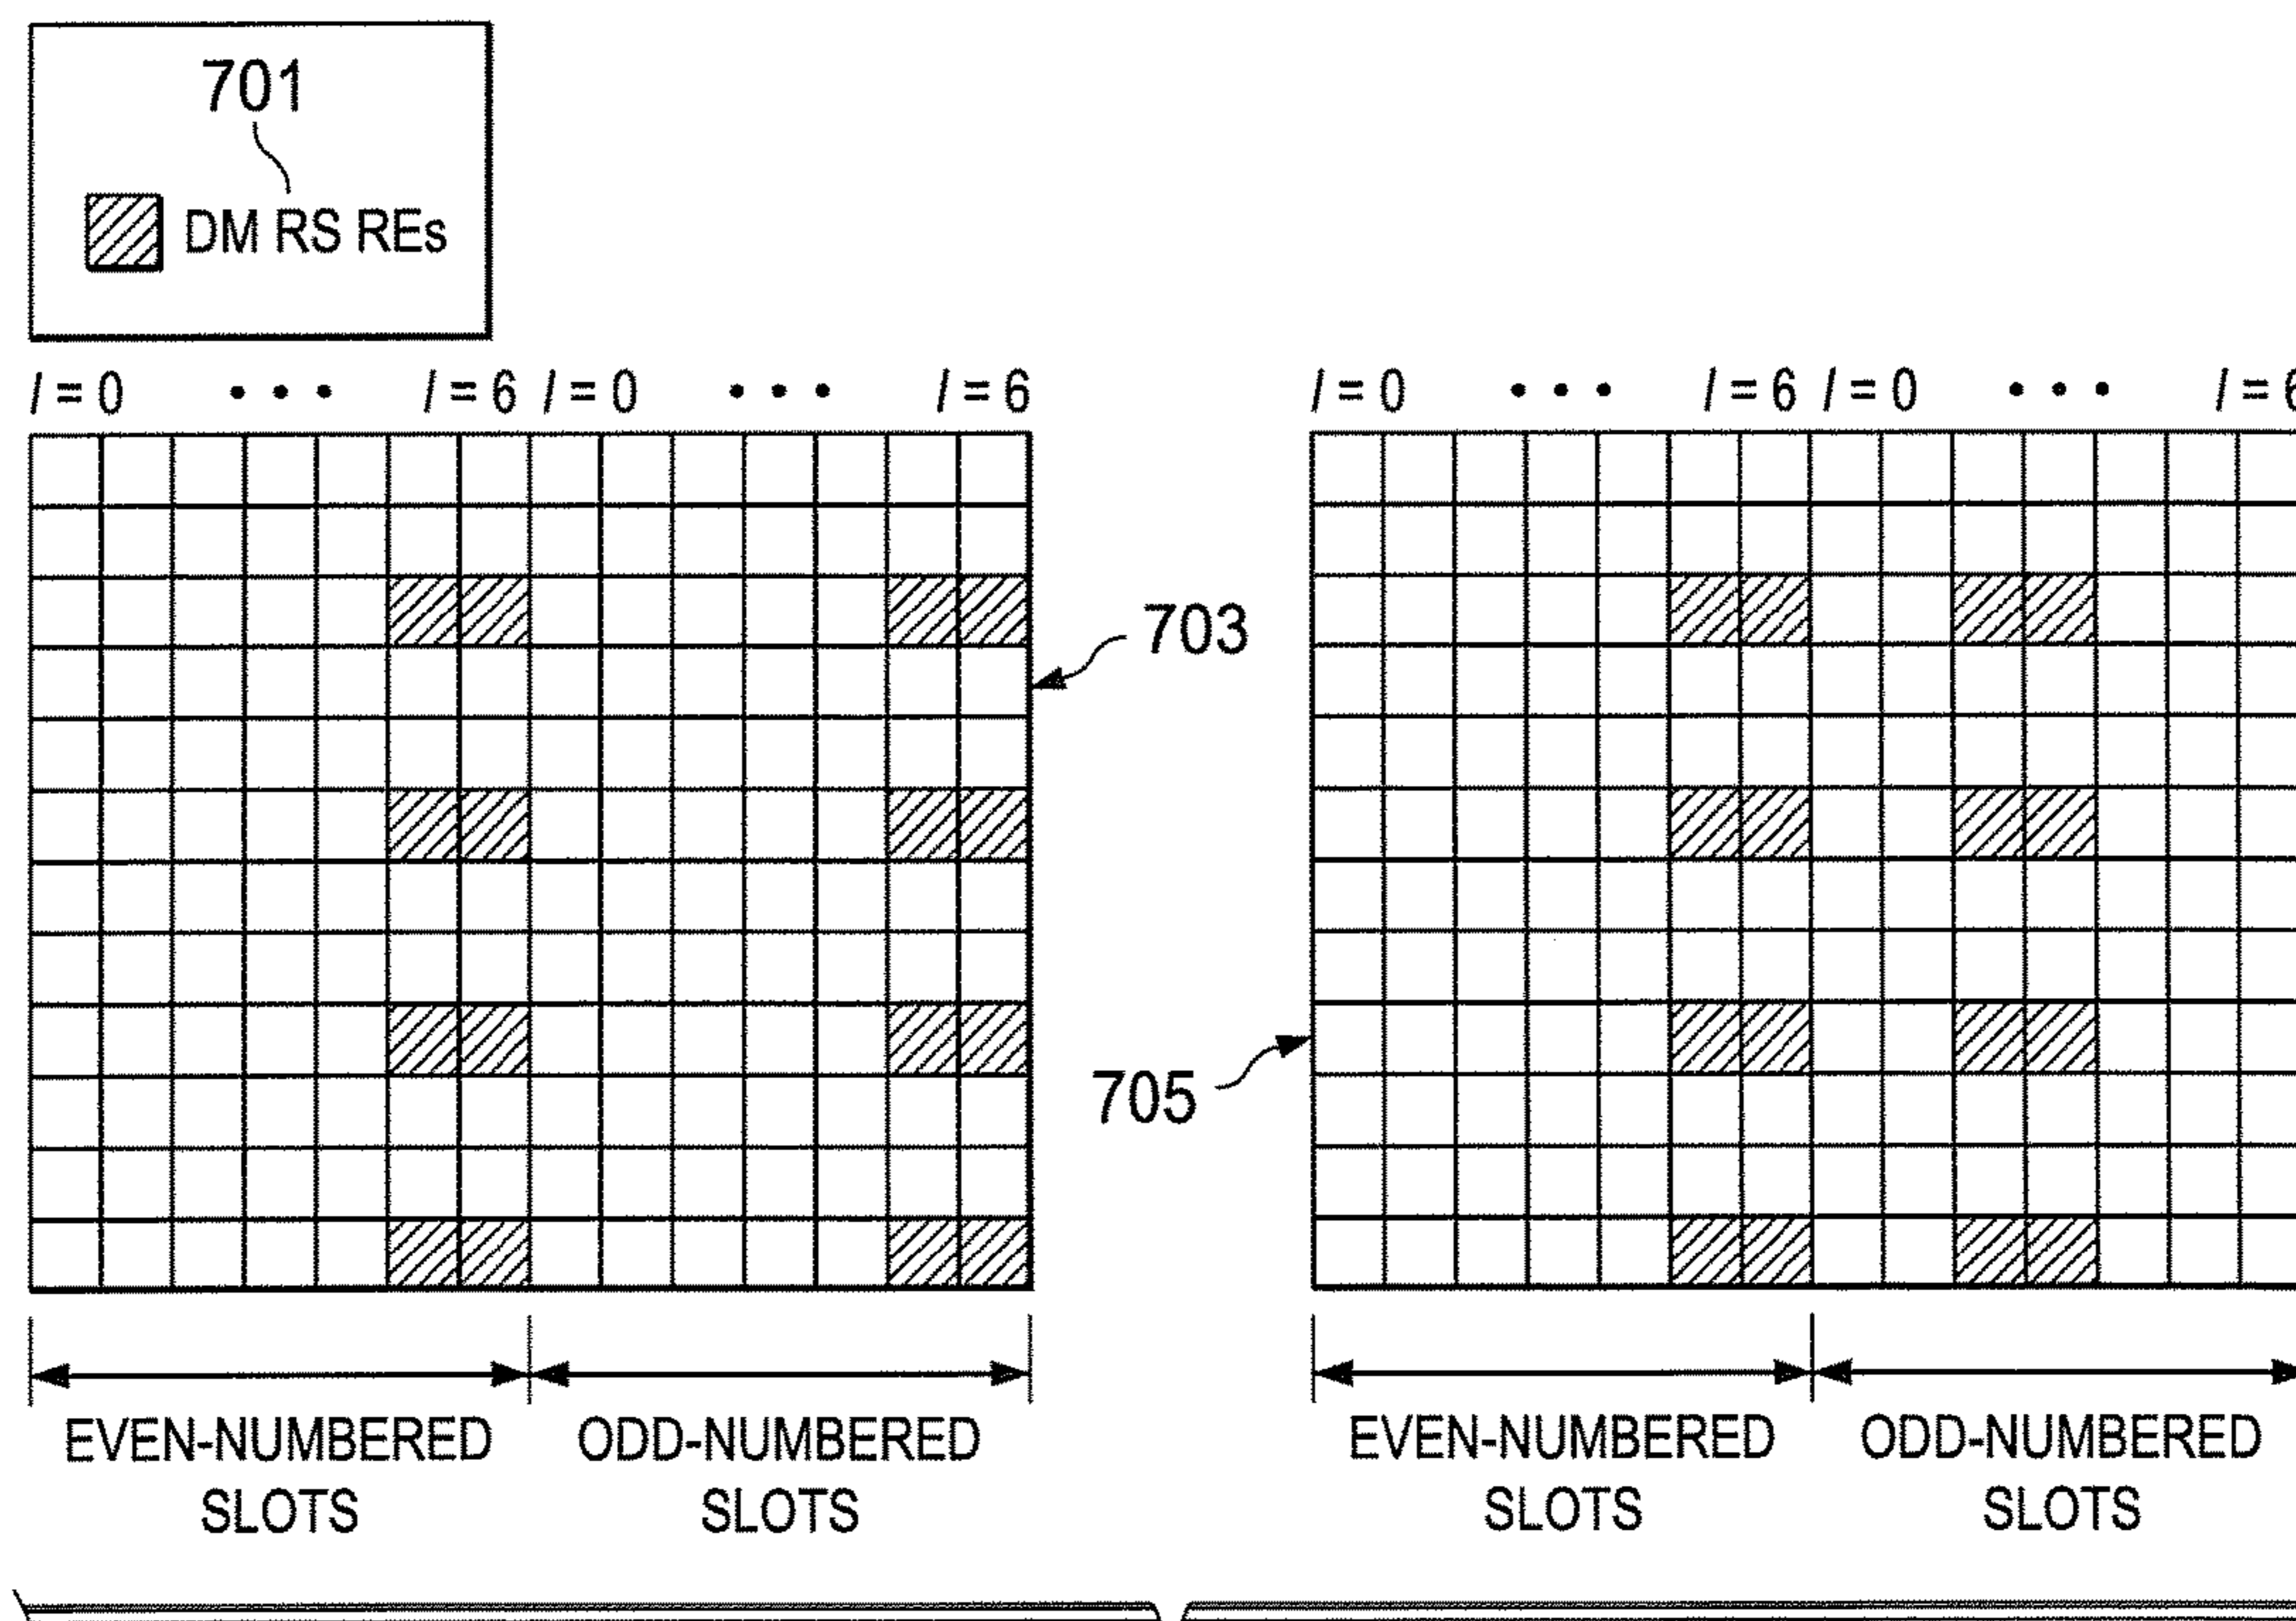 701
DM RS REs
l = 0 • • • l = 6 l = 0 • • • l = 6
l = 0 • • • l = 6 l = 0 • • • l = 6
703
705
EVEN-NUMBERED
SLOTS
ODD-NUMBERED
SLOTS
EVEN-NUMBERED
SLOTS
ODD-NUMBERED
SLOTS